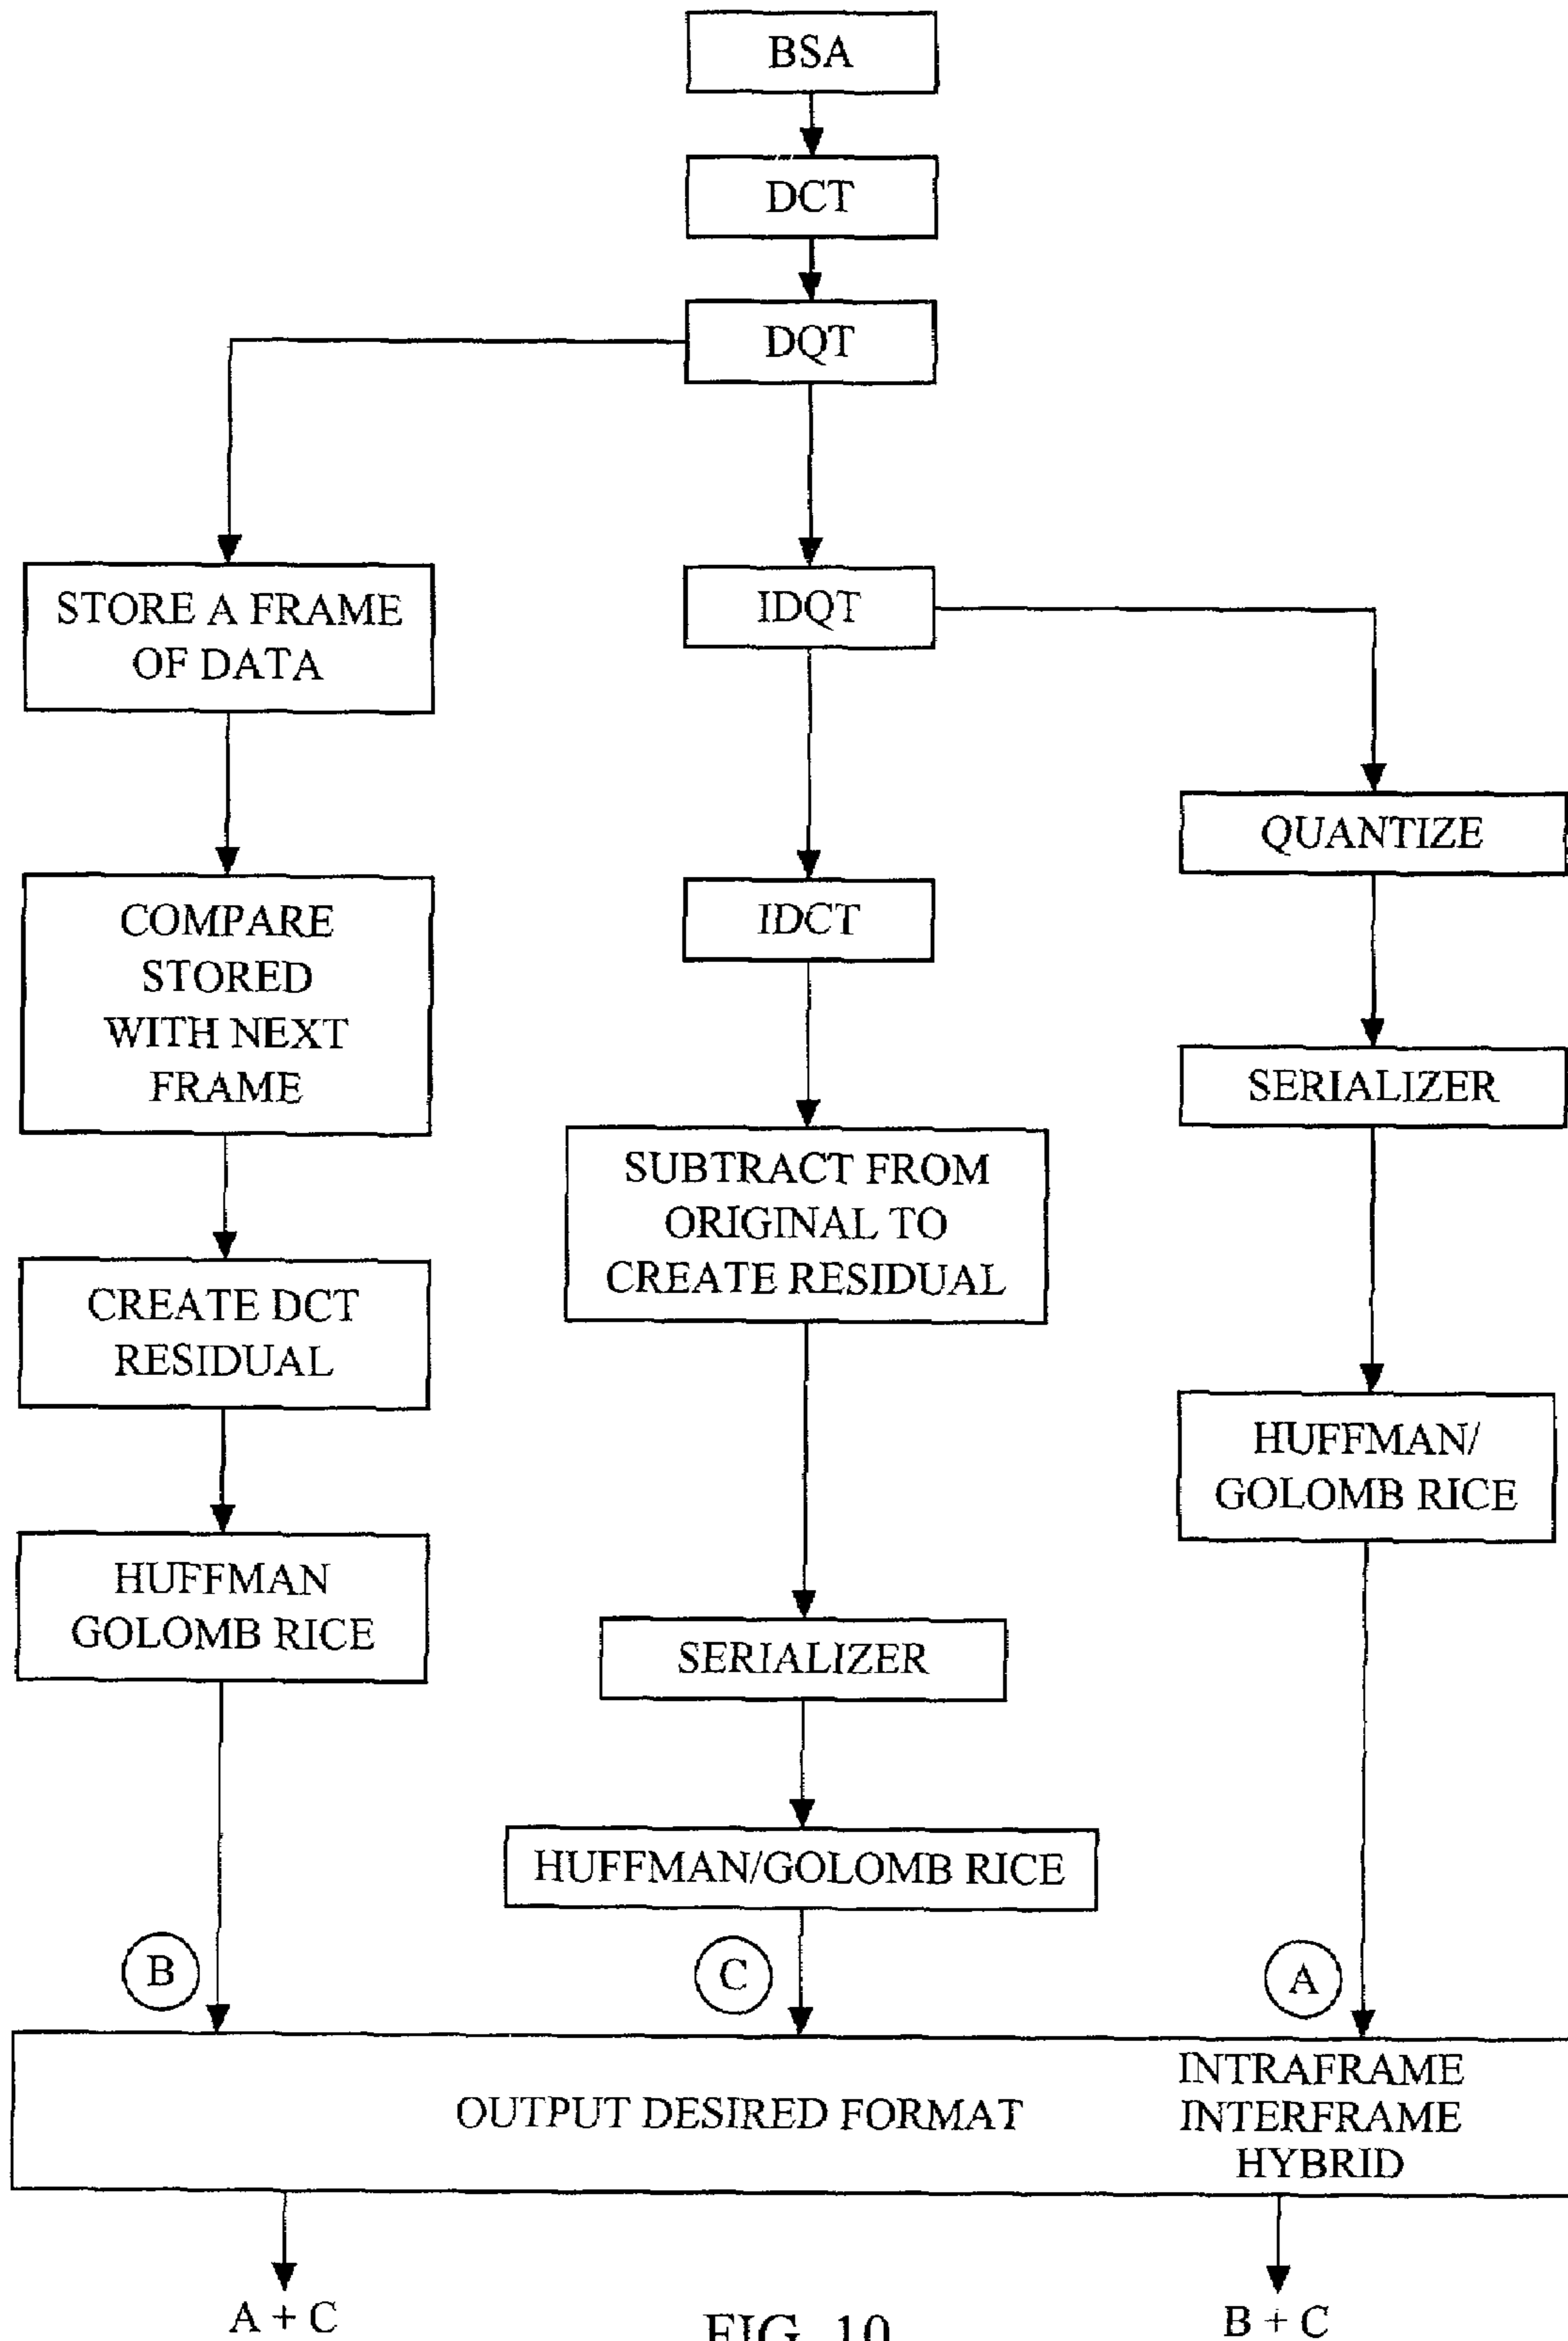 BSA
DCT
DQT
STORE A FRAME
OF DATA
IDQT
QUANTIZE
COMPARE
STORED
WITH NEXT
FRAME
IDCT
SERIALIZER
SUBTRACT FROM
ORIGINAL TO
CREATE RESIDUAL
CREATE DCT
RESIDUAL
HUFFMAN/
GOLOMB RICE
HUFFMAN
GOLOMB RICE
SERIALIZER
HUFFMAN/GOLOMB RICE
B
C
A
OUTPUT DESIRED FORMAT
INTRAFRAME
INTERFRAME
HYBRID
A + C
B + C
FIG. 10